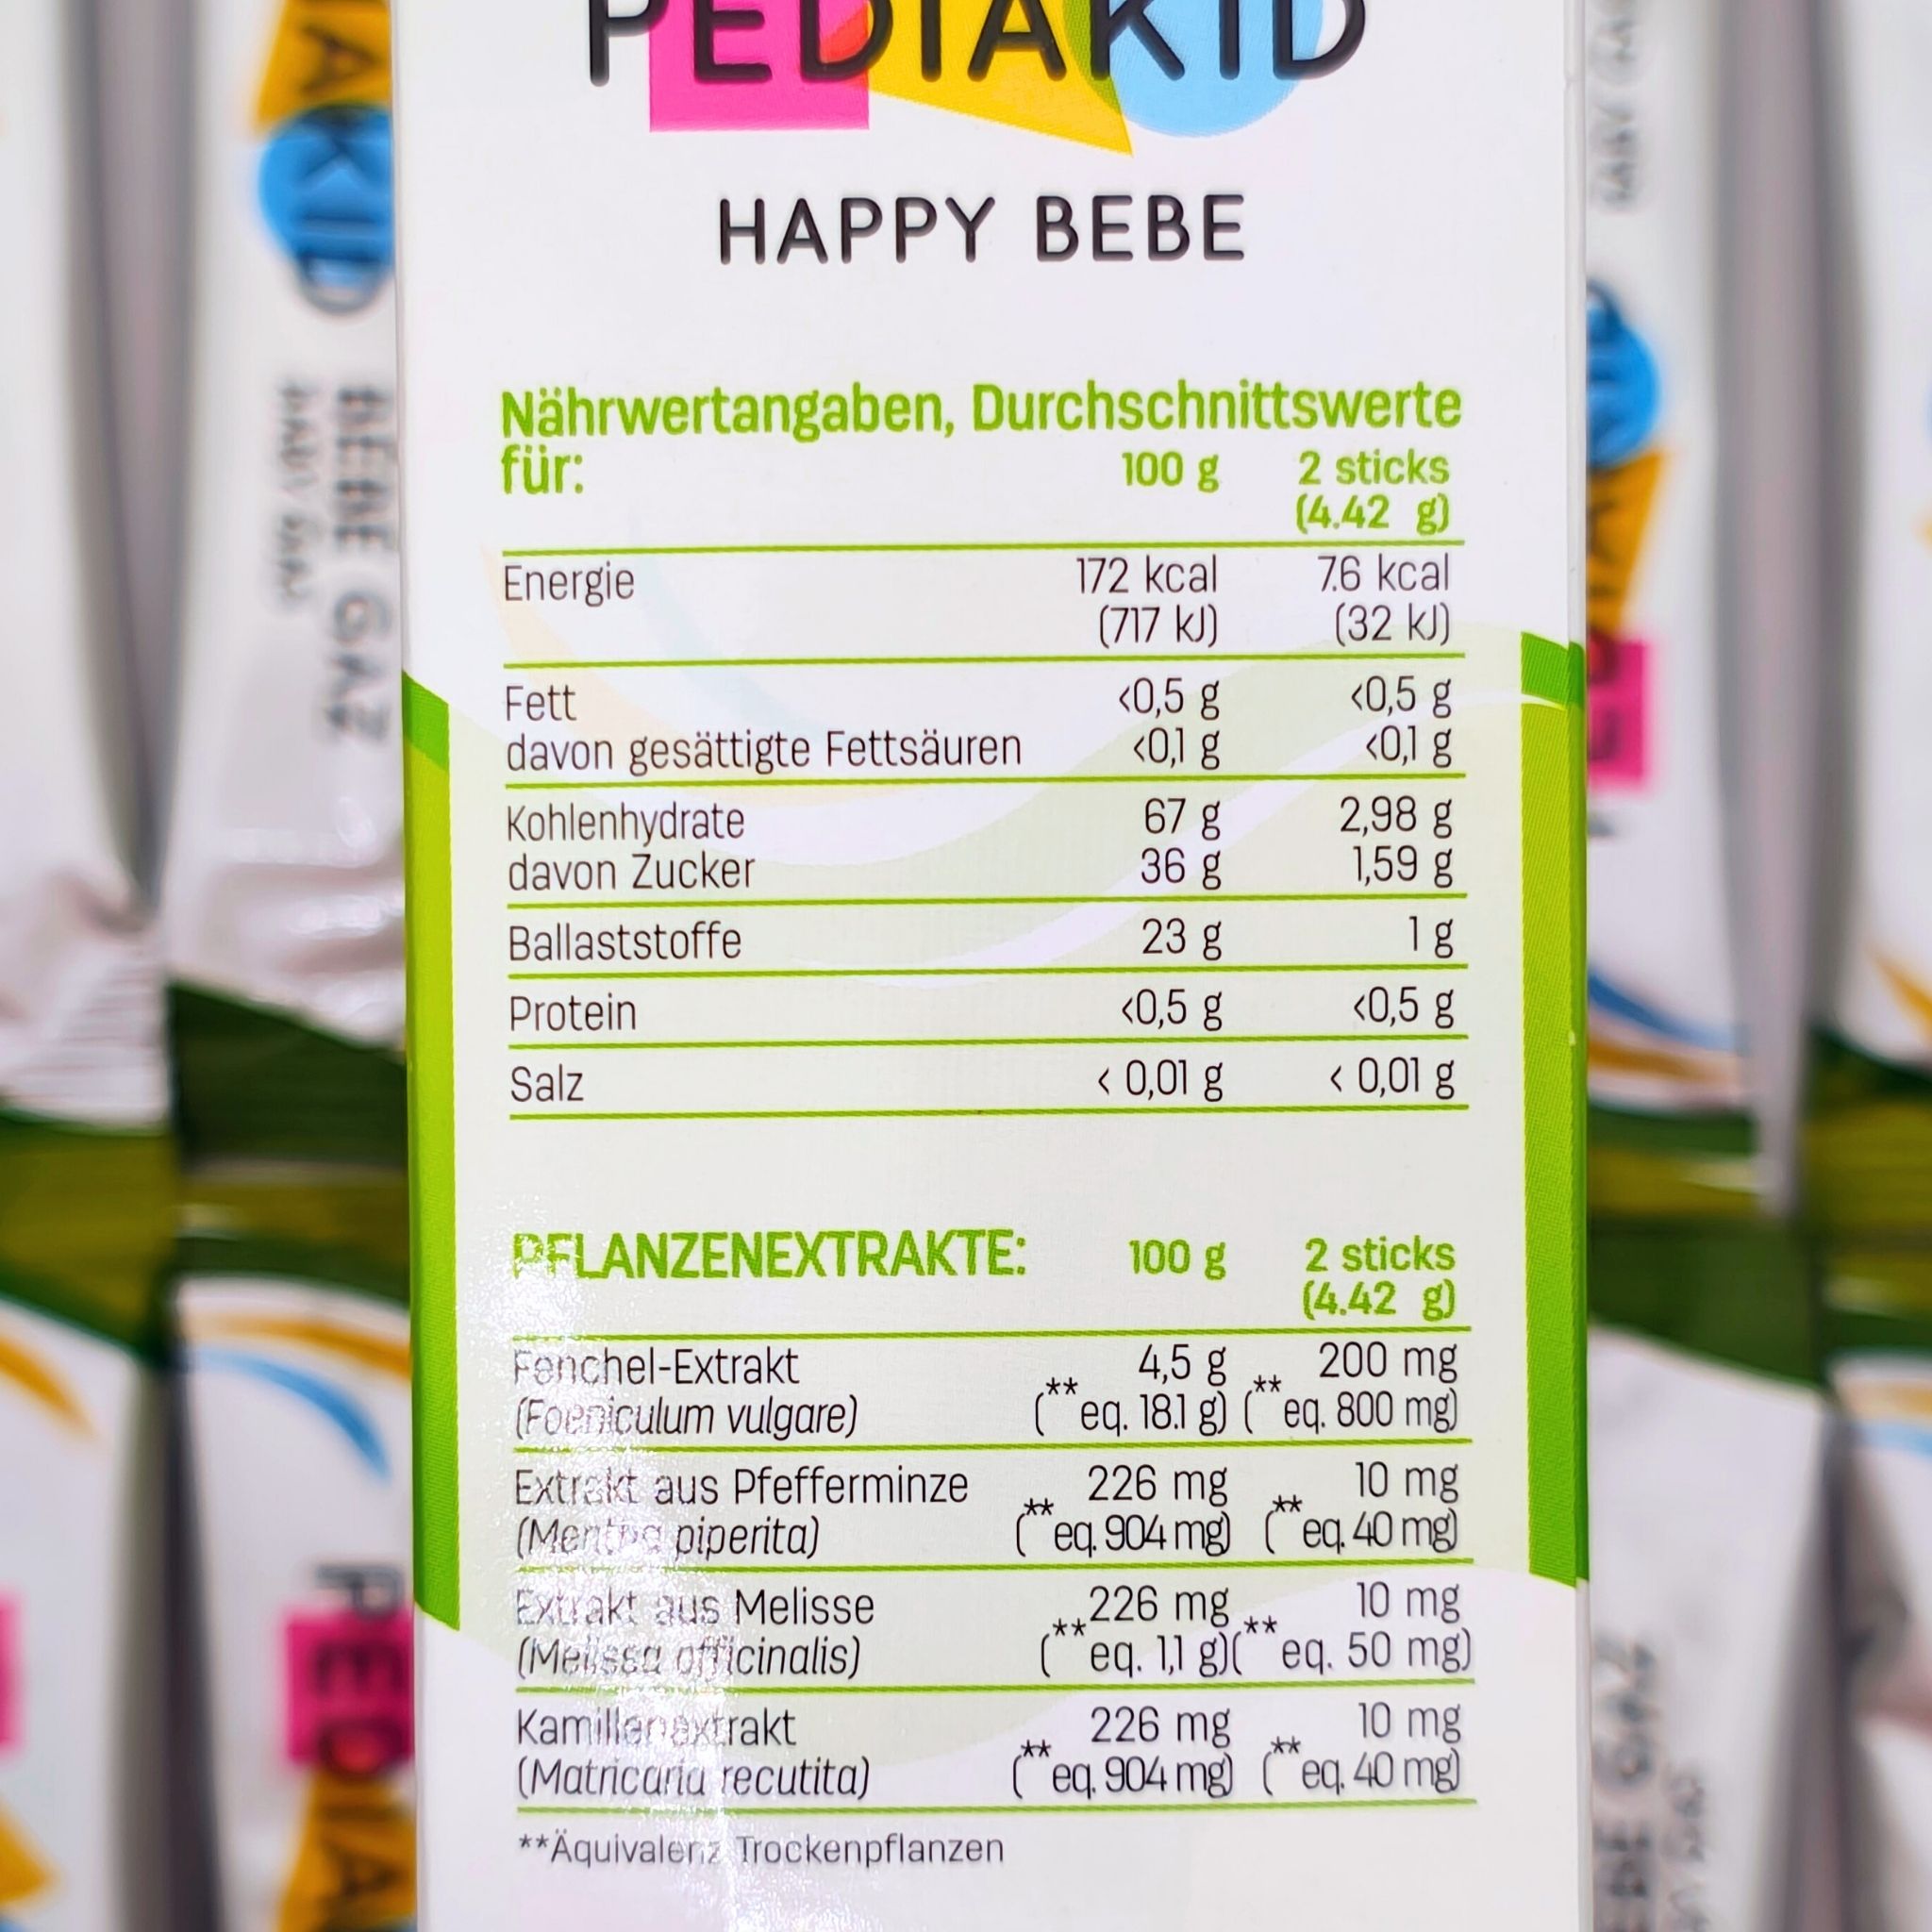 PEDIAKID
HAPPY BEBE
Nährwertangaben, Durchschnittswerte
für: 100 g 2 sticks
(4.42 g)
Energie 172 kcal 7.6 kcal
(717 kJ) (32 kJ)
Fett <0,5 g <0,5 g
davon gesättigte Fettsäuren <0,1 g <0,1 g
Kohlenhydrate 67 g 2,98 g
davon Zucker 36 g 1,59 g
Ballaststoffe 23 g 1 g
Protein <0,5 g <0,5 g
Salz < 0,01 g < 0,01 g
PFLANZENEXTRAKTE: 100 g 2 sticks
(4.42 g)
Fenchel-Extrakt 4,5 g 200 mg
(Foeniculum vulgare) (**eq. 18.1 g) (**eq. 800 mg)
Extrakt aus Pfefferminze 226 mg 10 mg
(Mentha piperita) (**eq. 904 mg) (**eq. 40 mg)
Extrakt aus Melisse 226 mg 10 mg
(Melissa officinalis) (**eq. 1,1 g)(**eq. 50 mg)
Kamillenextrakt 226 mg 10 mg
(Matricaria recutita) (**eq. 904 mg) (**eq. 40 mg)
**Äquivalenz Trockenpflanzen
AKID
BEBE GAZ
BABY GAS
PEDIA